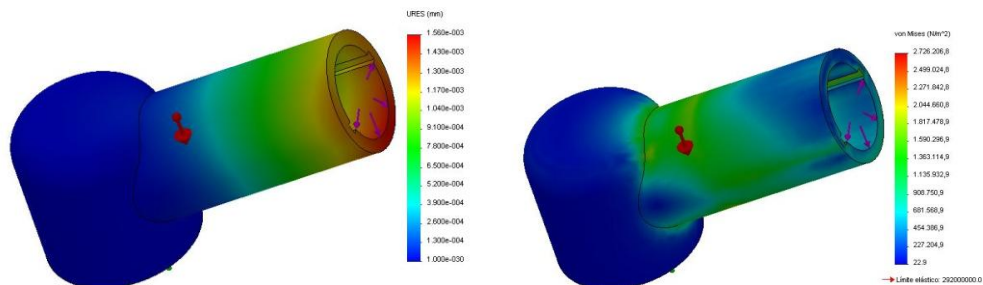 URES (mm)
1.560e-003
1.430e-003
1.300e-003
1.170e-003
1.040e-003
9.100e-004
7.800e-004
6.500e-004
5.200e-004
3.900e-004
2.600e-004
1.300e-004
1.000e-030
von Mises (N/m^2)
2.726.206,8
2.499.024,8
2.271.842,8
2.044.660,8
1.817.478,9
1.590.296,9
1.363.114,9
1.135.932,9
908.750,9
681.568,9
454.386,9
227.204,9
22.9
Límite elástico: 292000000.0